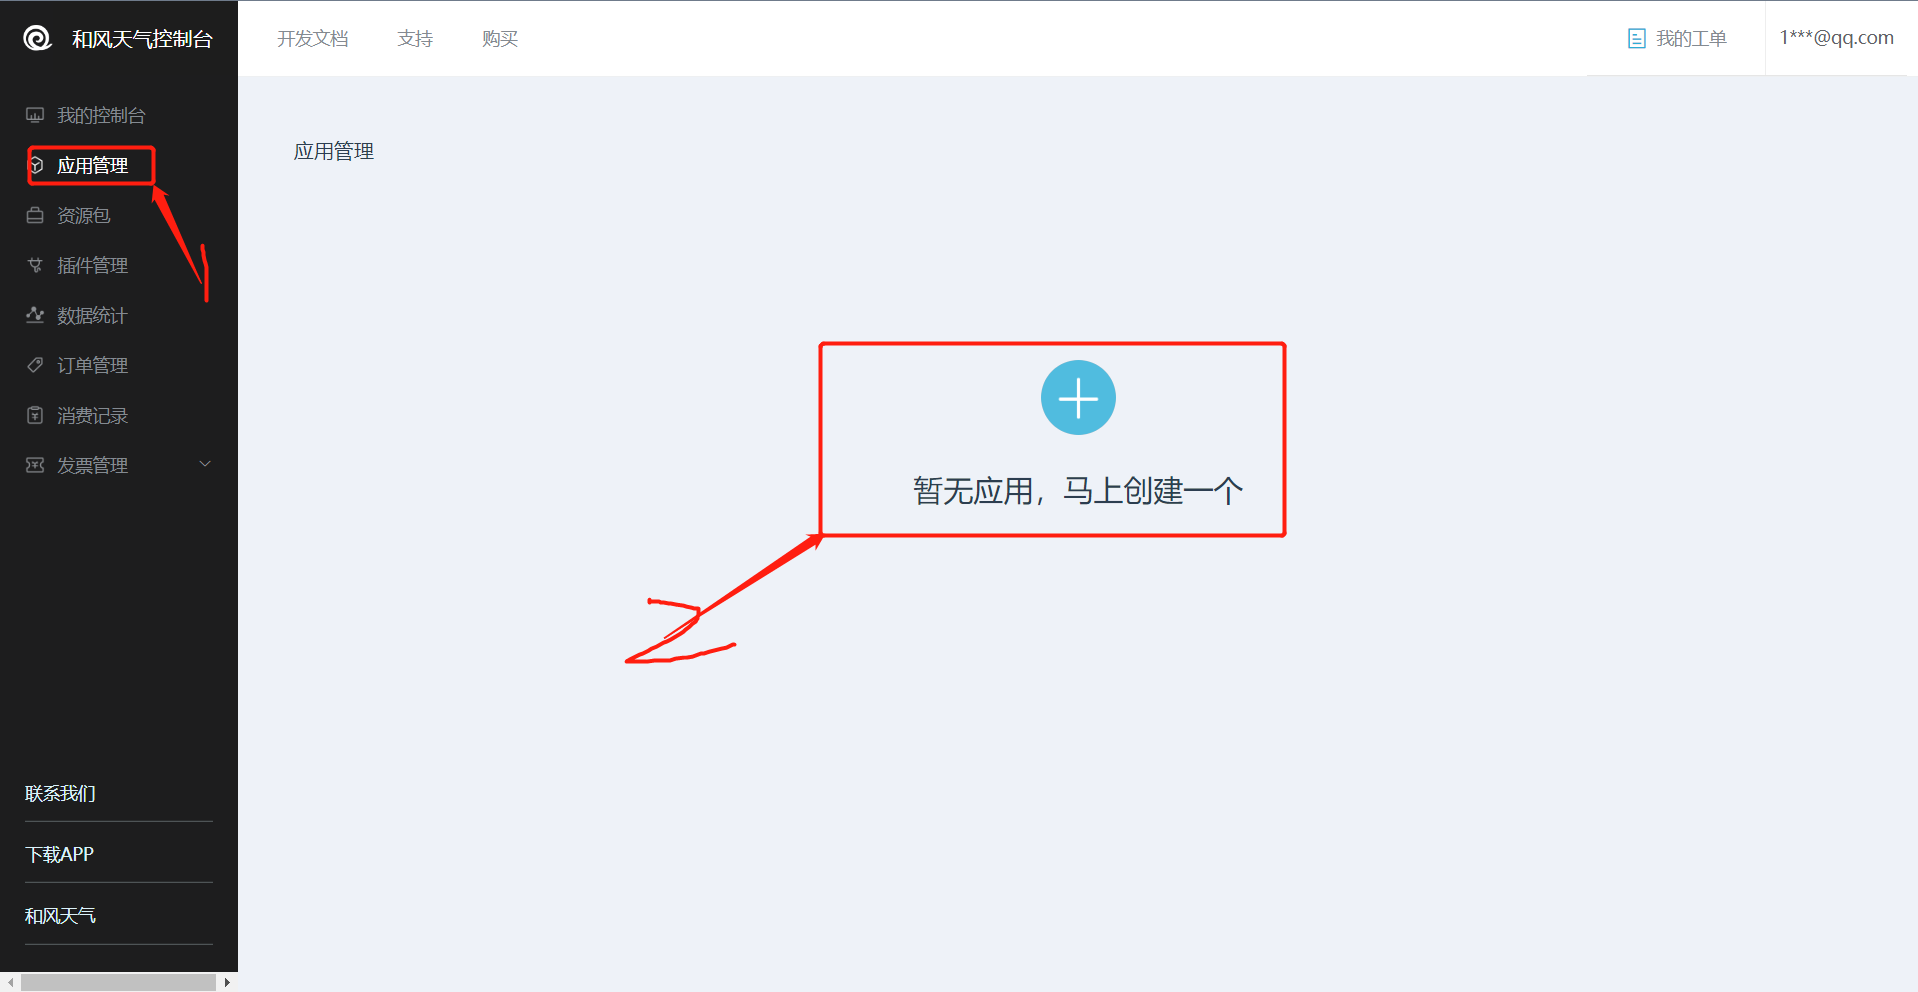 和风天气控制台
开发文档 支持 购买
我的工单 1***@qq.com
我的控制台
应用管理
资源包
插件管理
数据统计
订单管理
消费记录
发票管理
联系我们
下载APP
和风天气
应用管理
暂无应用，马上创建一个
1
2